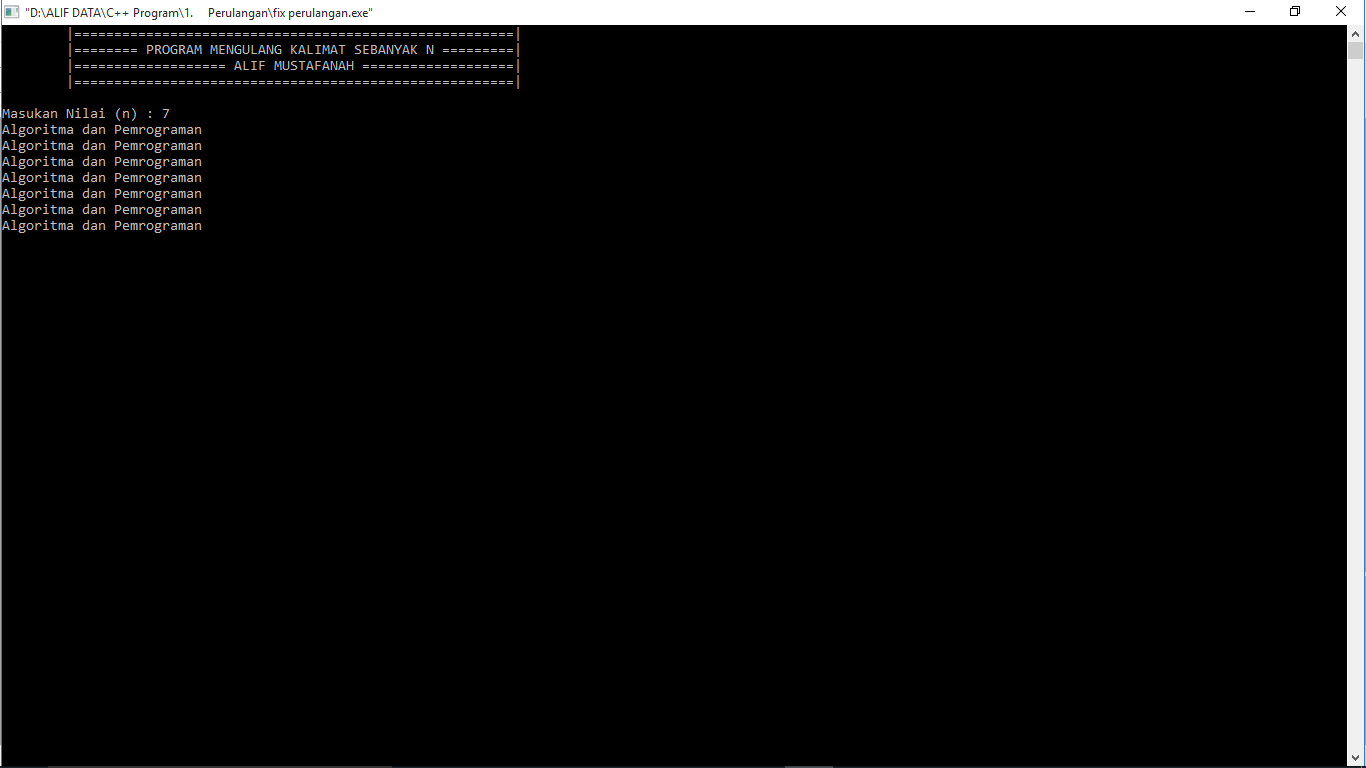 "D:\ALIF DATA\C++ Program\1. Perulangan\fix perulangan.exe"
|=======================================================|
|======== PROGRAM MENGULANG KALIMAT SEBANYAK N =========|
|=================== ALIF MUSTAFANAH ===================|
|=======================================================|
Masukan Nilai (n) : 7
Algoritma dan Pemrograman
Algoritma dan Pemrograman
Algoritma dan Pemrograman
Algoritma dan Pemrograman
Algoritma dan Pemrograman
Algoritma dan Pemrograman
Algoritma dan Pemrograman